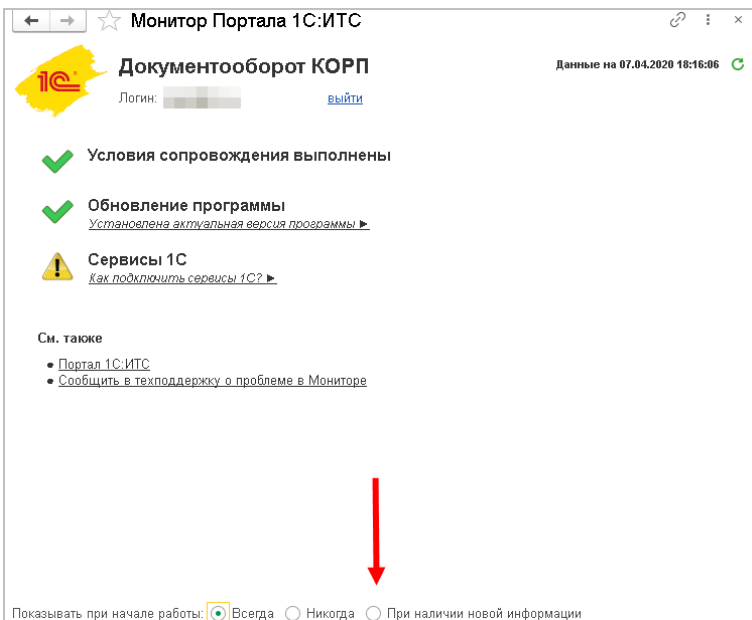 Монитор Портала 1С:ИТС
1С
Документооборот КОРП
Данные на 07.04.2020 18:16:06
Логин:
выйти
Условия сопровождения выполнены
Обновление программы
Установлена актуальная версия программы ►
Сервисы 1С
Как подключить сервисы 1С? ►
См. также
• Портал 1С:ИТС
• Сообщить в техподдержку о проблеме в Мониторе
Показывать при начале работы: Всегда Никогда При наличии новой информации